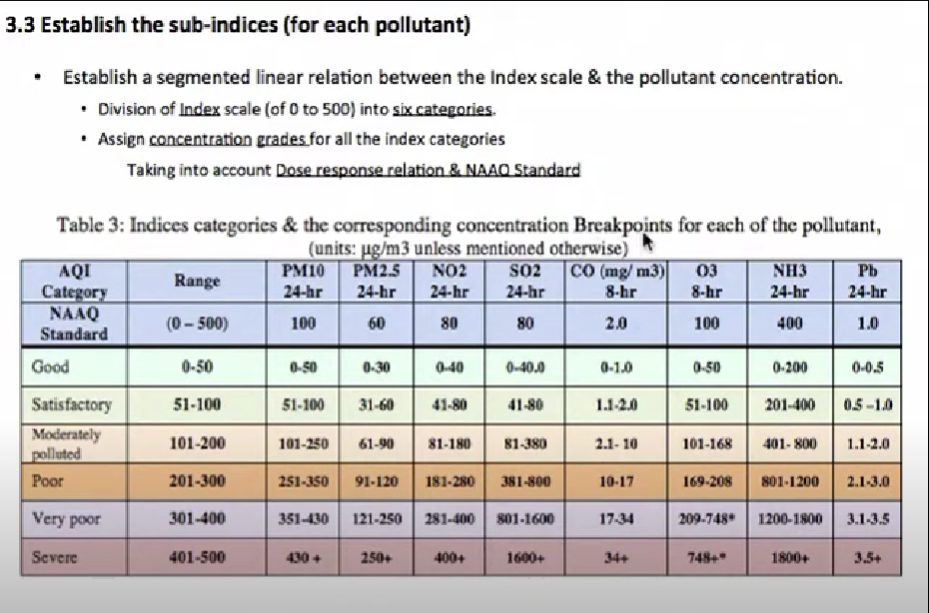 3.3 Establish the sub-indices (for each pollutant)
• Establish a segmented linear relation between the Index scale & the pollutant concentration.
• Division of Index scale (of 0 to 500) into six categories.
• Assign concentration grades for all the index categories
Taking into account Dose response relation & NAAQ Standard
Table 3: Indices categories & the corresponding concentration Breakpoints for each of the pollutant,
(units: µg/m3 unless mentioned otherwise)
AQI Category Range PM10 24-hr PM2.5 24-hr NO2 24-hr SO2 24-hr CO (mg/ m3) 8-hr O3 8-hr NH3 24-hr Pb 24-hr
NAAQ Standard (0 – 500) 100 60 80 80 2.0 100 400 1.0
Good 0-50 0-50 0-30 0-40 0-40.0 0-1.0 0-50 0-200 0-0.5
Satisfactory 51-100 51-100 31-60 41-80 41-80 1.1-2.0 51-100 201-400 0.5 –1.0
Moderately polluted 101-200 101-250 61-90 81-180 81-380 2.1- 10 101-168 401- 800 1.1-2.0
Poor 201-300 251-350 91-120 181-280 381-800 10-17 169-208 801-1200 2.1-3.0
Very poor 301-400 351-430 121-250 281-400 801-1600 17-34 209-748* 1200-1800 3.1-3.5
Severe 401-500 430 + 250+ 400+ 1600+ 34+ 748+* 1800+ 3.5+